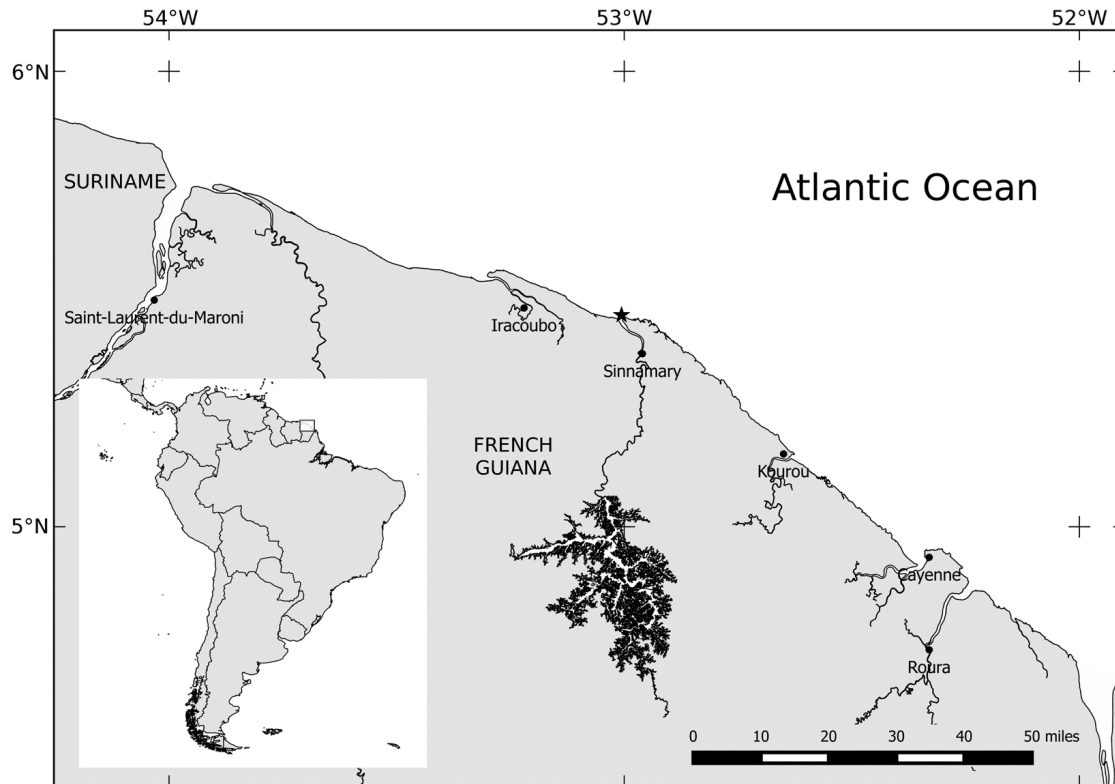 54°W
53°W
52°W
6°N
SURINAME
Atlantic Ocean
Saint-Laurent-du-Maroni
Iracoubo
Sinnamary
FRENCH
GUIANA
Kourou
5°N
Cayenne
Roura
0 10 20 30 40 50 miles